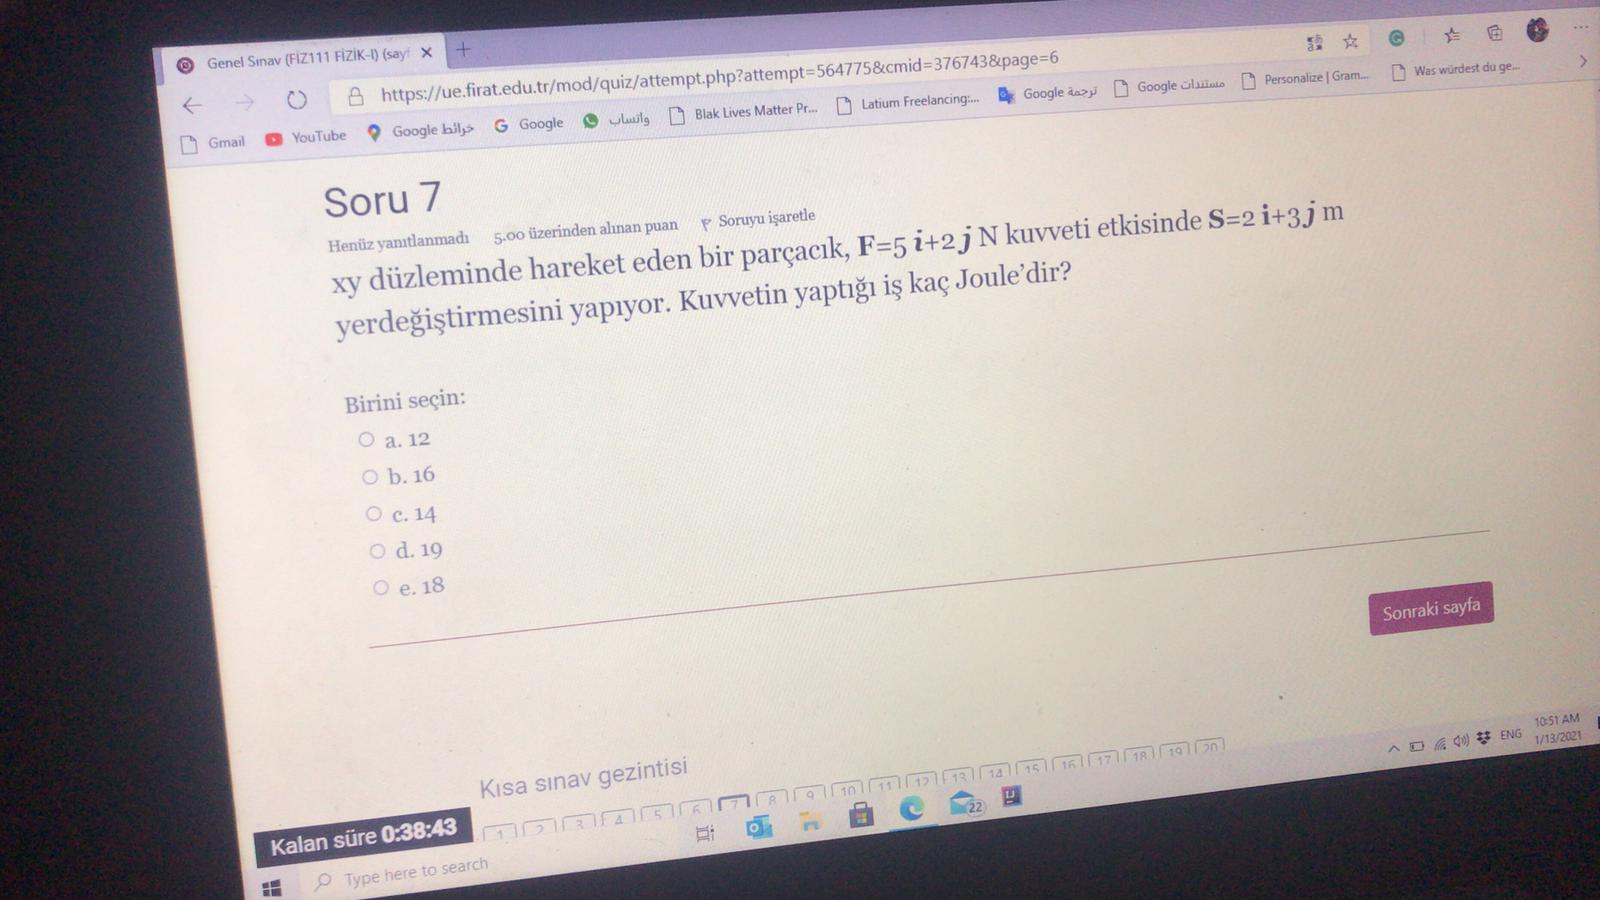 Genel Sınav (FİZ111 FİZİK-I) (sayf
https://ue.firat.edu.tr/mod/quiz/attempt.php?attempt=564775&cmid=376743&page=6
Gmail YouTube خرائط Google Google واتساب Blak Lives Matter Pr... Latium Freelancing:... ترجمة Google مستندات Google Personalize | Gram... Was würdest du ge...
Soru 7
Henüz yanıtlanmadı 5.00 üzerinden alınan puan Soruyu işaretle
xy düzleminde hareket eden bir parçacık, F=5 i+2 j N kuvveti etkisinde S=2 i+3 j m
yerdeğiştirmesini yapıyor. Kuvvetin yaptığı iş kaç Joule’dir?
Birini seçin:
a. 12
b. 16
c. 14
d. 19
e. 18
Sonraki sayfa
Kısa sınav gezintisi
1 2 3 4 5 6 7 8 9 10 11 12 13 14 15 16 17 18 19 20
Kalan süre 0:38:43
Type here to search
22
ENG
10:51 AM
1/13/2021